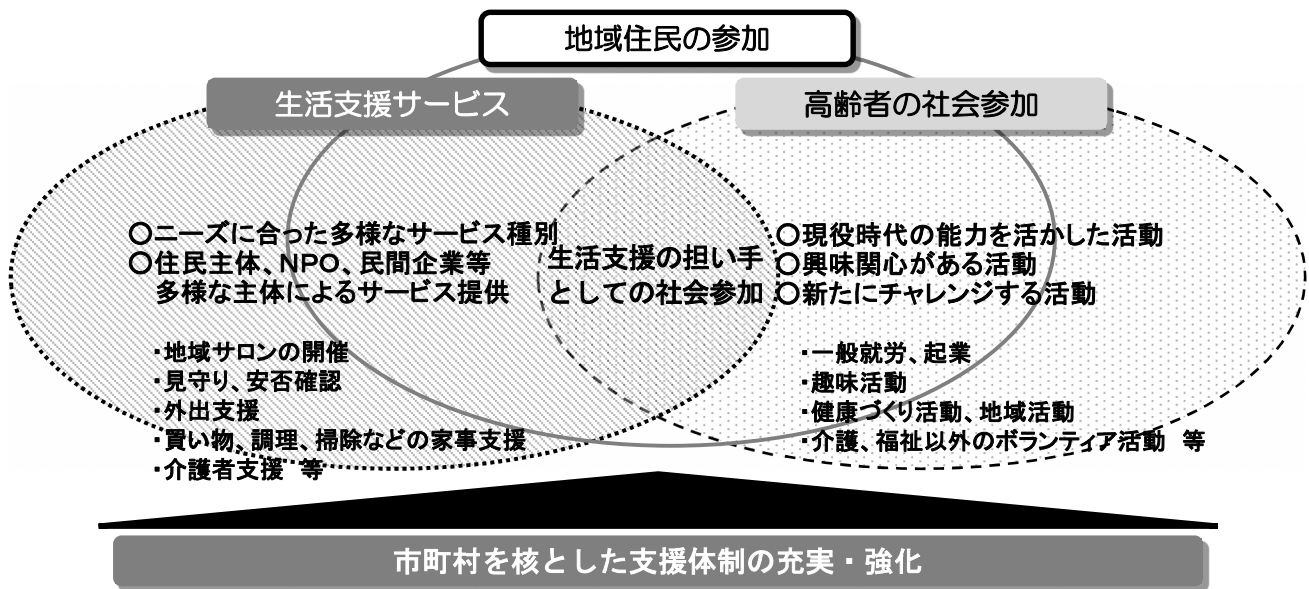 地域住民の参加
生活支援サービス
高齢者の社会参加
○ニーズに合った多様なサービス種別
○住民主体、NPO、民間企業等
多様な主体によるサービス提供
・地域サロンの開催
・見守り、安否確認
・外出支援
・買い物、調理、掃除などの家事支援
・介護者支援 等
生活支援の担い手
としての社会参加
○現役時代の能力を活かした活動
○興味関心がある活動
○新たにチャレンジする活動
・一般就労、起業
・趣味活動
・健康づくり活動、地域活動
・介護、福祉以外のボランティア活動 等
市町村を核とした支援体制の充実・強化